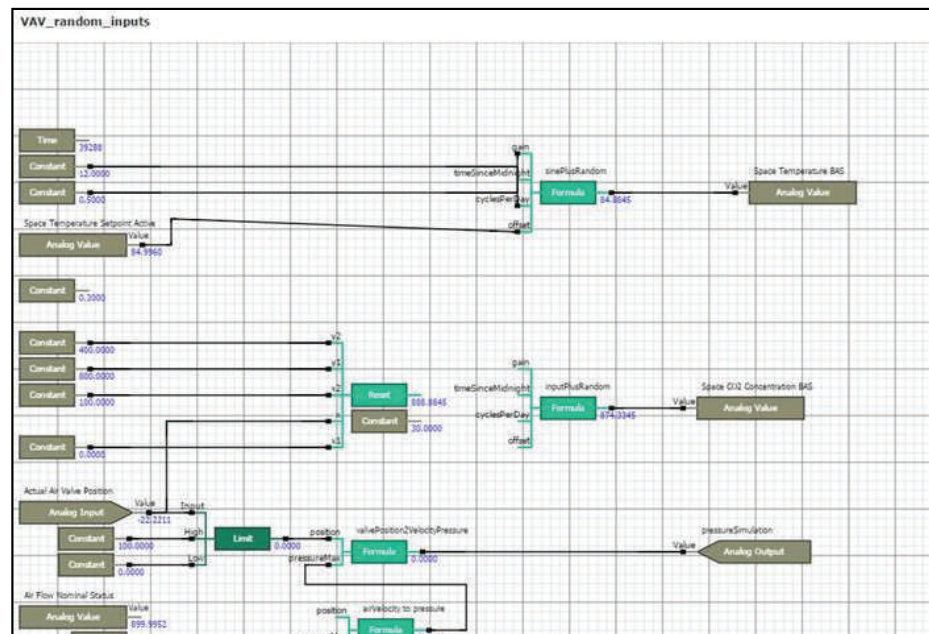 VAV_random_inputs
Time
39288
Constant
12.0000
Constant
0.5000
Space Temperature Setpoint Active
Analog Value
Value
84.9960
gain
timeSinceMidnight
cyclesPerDay
offset
sinePlusRandom
Formula
84.8845
Space Temperature BAS
Value
Analog Value
Constant
0.2000
Constant
400.0000
Constant
800.0000
Constant
100.0000
Constant
0.0000
y2
y1
x2
x
x1
Reset
888.8845
Constant
30.0000
gain
timeSinceMidnight
cyclesPerDay
offset
inputPlusRandom
Formula
874.3345
Space CO2 Concentration BAS
Value
Analog Value
Actual Air Valve Position
Analog Input
Value
-22.2211
Constant
100.0000
Constant
0.0000
Input
High
Low
Limit
0.0000
position
pressureMax
valvePosition2VelocityPressure
Formula
0.0000
pressureSimulation
Value
Analog Output
Air Flow Nominal Status
Analog Value
Value
899.9952
position
airVelocity to pressure
Formula